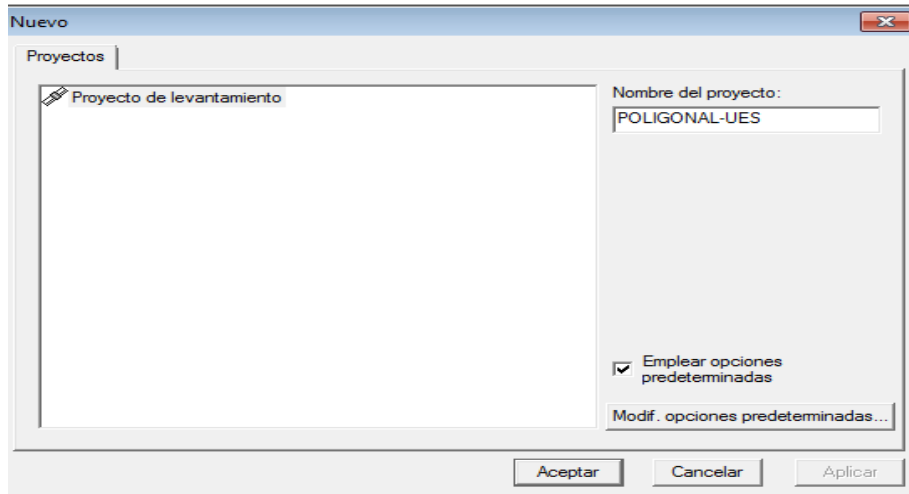 Nuevo
Proyectos
Proyecto de levantamiento
Nombre del proyecto:
POLIGONAL-UES
Emplear opciones
predeterminadas
Modif. opciones predeterminadas...
Aceptar
Cancelar
Aplicar